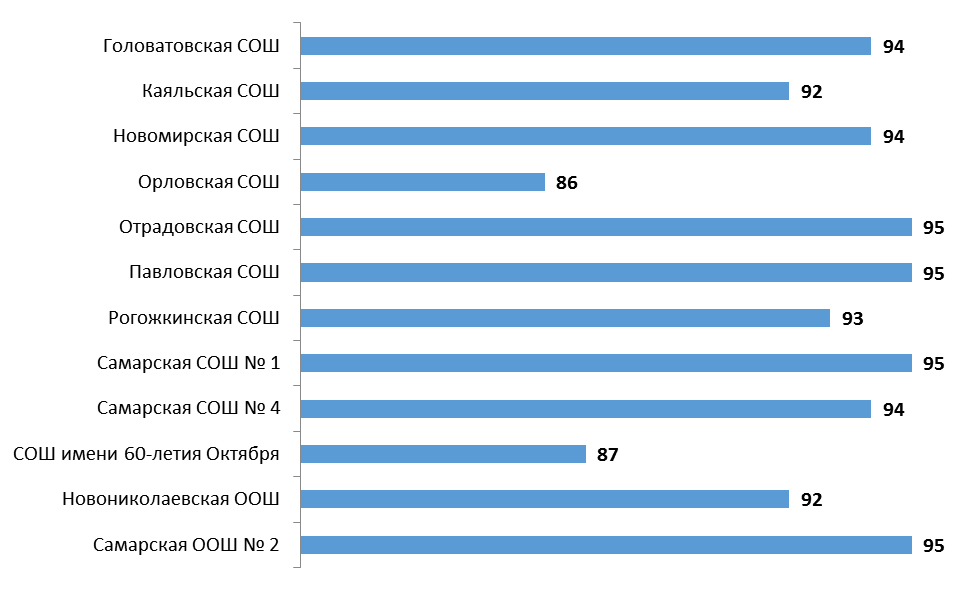 Головатовская СОШ 94
Каяльская СОШ 92
Новомирская СОШ 94
Орловская СОШ 86
Отрадовская СОШ 95
Павловская СОШ 95
Рогожкинская СОШ 93
Самарская СОШ № 1 95
Самарская СОШ № 4 94
СОШ имени 60-летия Октября 87
Новониколаевская ООШ 92
Самарская ООШ № 2 95